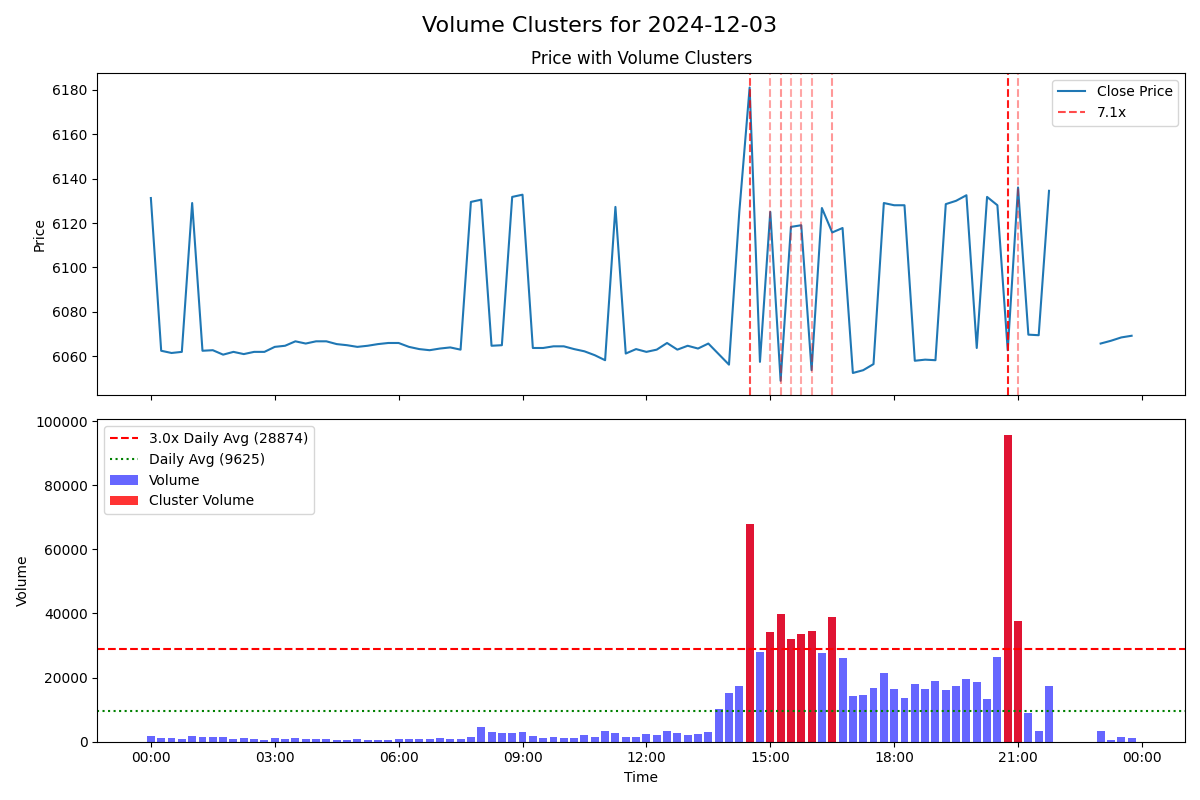 Volume Clusters for 2024-12-03
Price with Volume Clusters
6180
6160
6140
6120
6100
6080
6060
Price
Close Price
7.1x
100000
80000
60000
40000
20000
0
Volume
3.0x Daily Avg (28874)
Daily Avg (9625)
Volume
Cluster Volume
00:00 03:00 06:00 09:00 12:00 15:00 18:00 21:00 00:00
Time